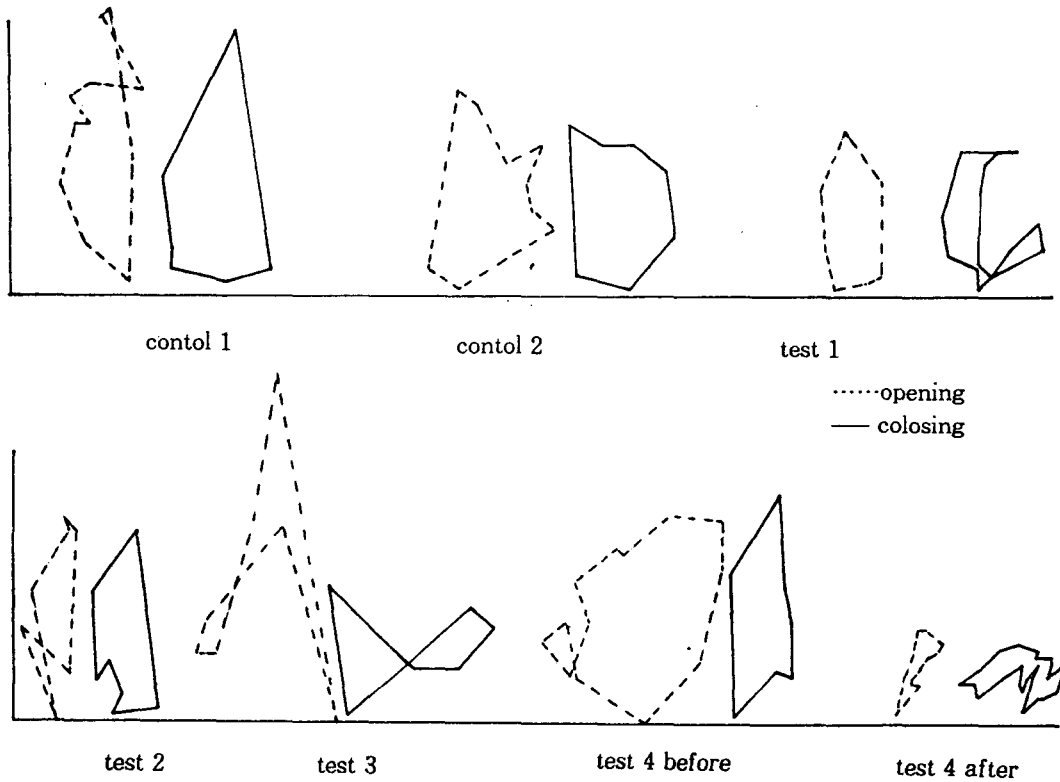 contol 1
contol 2
test 1
opening
colosing
test 2
test 3
test 4 before
test 4 after